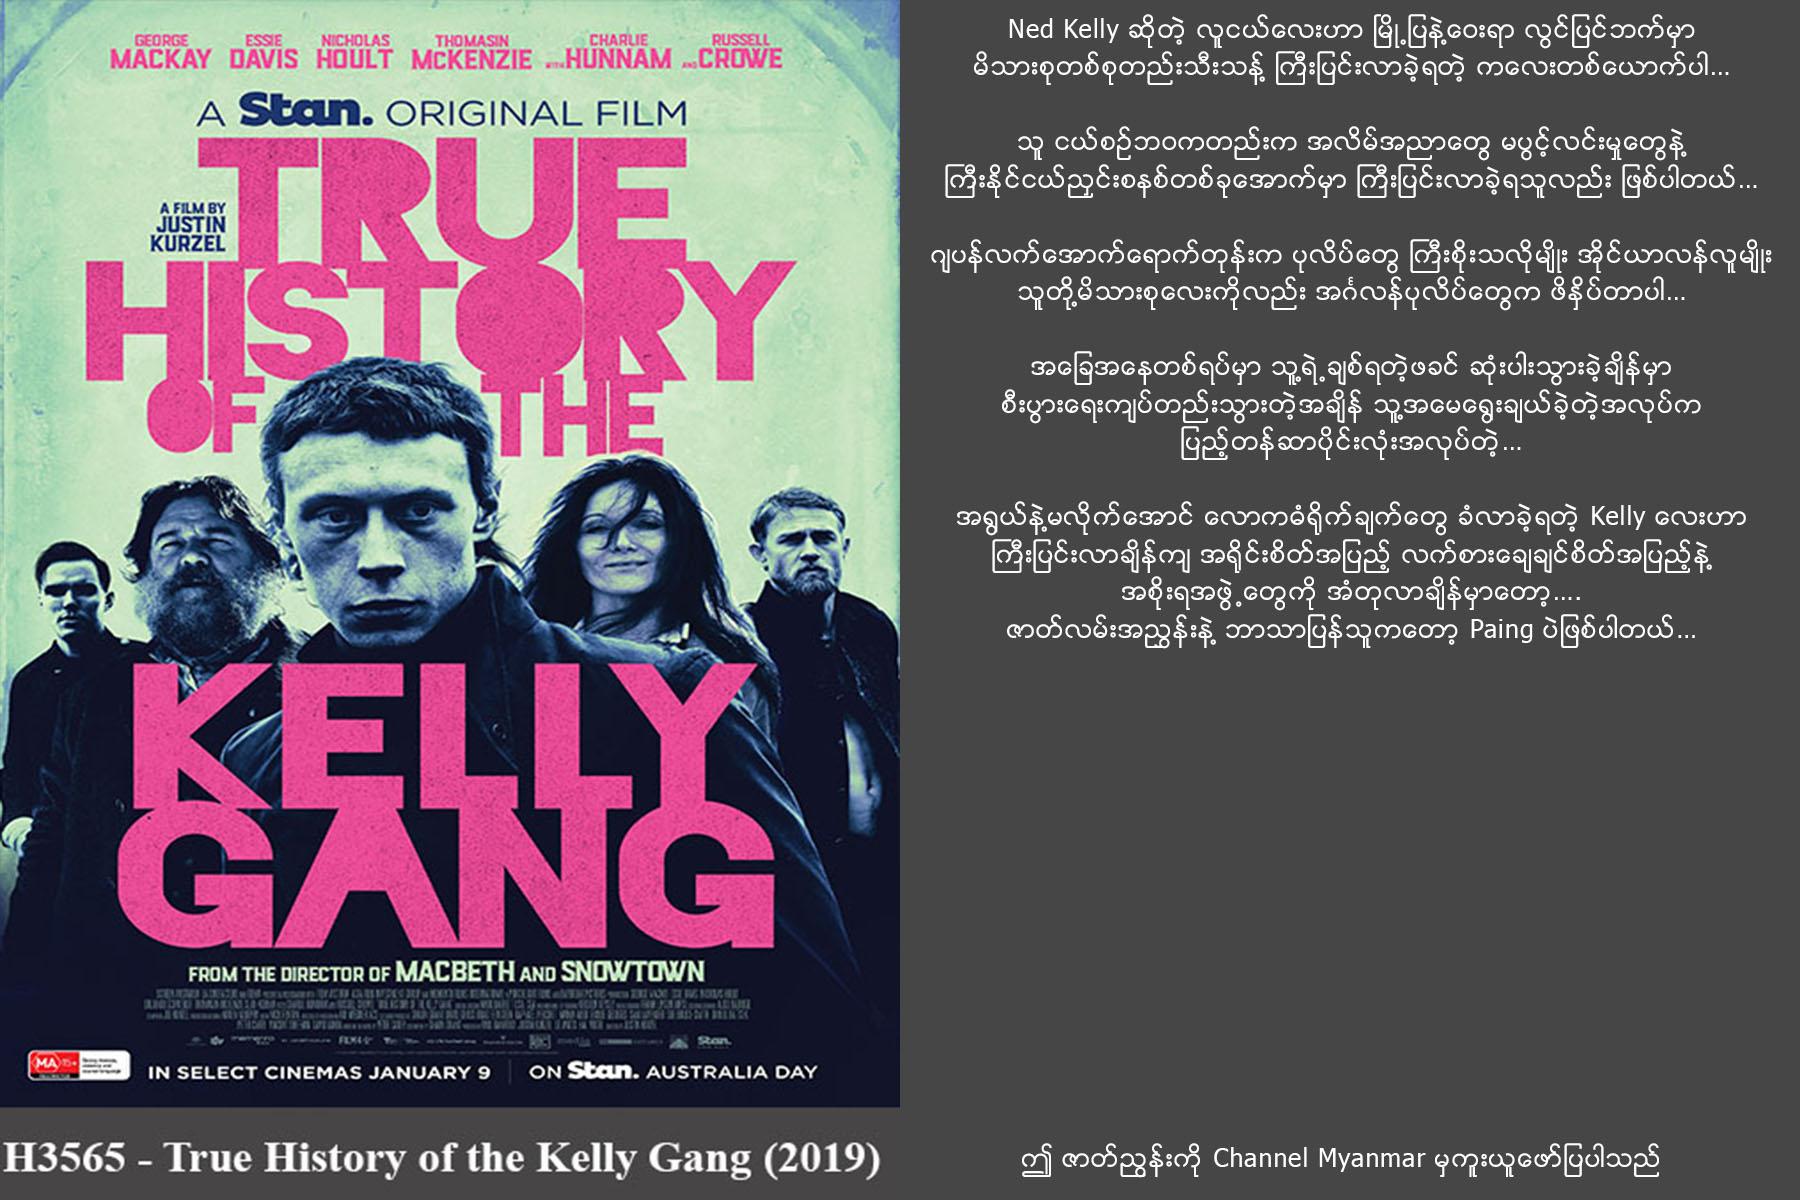 GEORGE MACKAY ESSIE DAVIS NICHOLAS HOULT THOMASIN MCKENZIE WITH CHARLIE HUNNAM AND RUSSELL CROWE
A Stan. ORIGINAL FILM
TRUE
A FILM BY
JUSTIN
KURZEL
HISTORY
OF THE
KELLY
GANG
FROM THE DIRECTOR OF MACBETH AND SNOWTOWN
MA 15+
IN SELECT CINEMAS JANUARY 9 | ON Stan. AUSTRALIA DAY
H3565 - True History of the Kelly Gang (2019)
Ned Kelly ဆိုတဲ့ လူငယ်လေးဟာ မြို့ပြနဲ့ဝေးရာ လွင်ပြင်ဘက်မှာ
မိသားစုတစ်စုတည်းသီးသန့် ကြီးပြင်းလာခဲ့ရတဲ့ ကလေးတစ်ယောက်ပါ...
သူ ငယ်စဉ်ဘဝကတည်းက အလိမ်အညာတွေ မပွင့်လင်းမှုတွေနဲ့
ကြီးနိုင်ငယ်ညှင်းစနစ်တစ်ခုအောက်မှာ ကြီးပြင်းလာခဲ့ရသူလည်း ဖြစ်ပါတယ်...
ဂျပန်လက်အောက်ရောက်တုန်းက ပုလိပ်တွေ ကြီးစိုးသလိုမျိုး အိုင်ယာလန်လူမျိုး
သူတို့မိသားစုလေးကိုလည်း အင်္ဂလန်ပုလိပ်တွေက ဖိနှိပ်တာပါ...
အခြေအနေတစ်ရပ်မှာ သူ့ရဲ့ချစ်ရတဲ့ဖခင် ဆုံးပါးသွားခဲ့ချိန်မှာ
စီးပွားရေးကျပ်တည်းသွားတဲ့အချိန် သူ့အမေရွေးချယ်ခဲ့တဲ့အလုပ်က
ပြည့်တန်ဆာပိုင်းလုံးအလုပ်တဲ့...
အရွယ်နဲ့မလိုက်အောင် လောကဓံရိုက်ချက်တွေ ခံလာခဲ့ရတဲ့ Kelly လေးဟာ
ကြီးပြင်းလာချိန်ကျ အရိုင်းစိတ်အပြည့် လက်စားချေချင်စိတ်အပြည့်နဲ့
အစိုးရအဖွဲ့တွေကို အံတုလာချိန်မှာတော့....
ဇာတ်လမ်းအညွှန်းနဲ့ ဘာသာပြန်သူကတော့ Paing ပဲဖြစ်ပါတယ်...
ဤ ဇာတ်ညွှန်းကို Channel Myanmar မှကူးယူဖော်ပြပါသည်